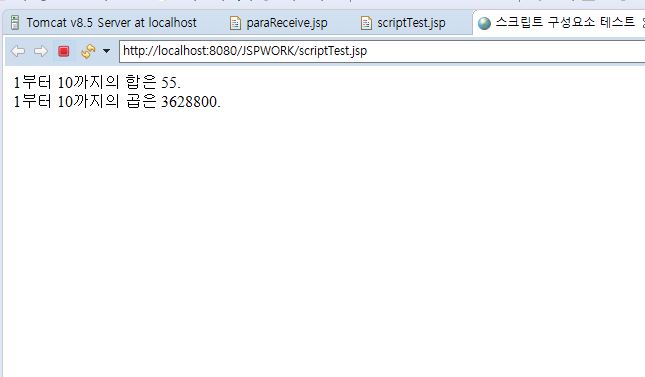 Tomcat v8.5 Server at localhost
paraReceive.jsp
scriptTest.jsp
스크립트 구성요소 테스트
http://localhost:8080/JSPWORK/scriptTest.jsp
1부터 10까지의 합은 55.
1부터 10까지의 곱은 3628800.